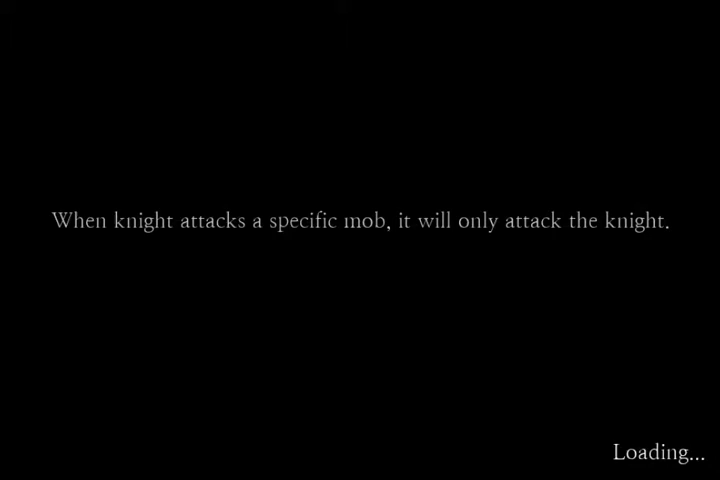 When knight attacks a specific mob, it will only attack the knight.
Loading...